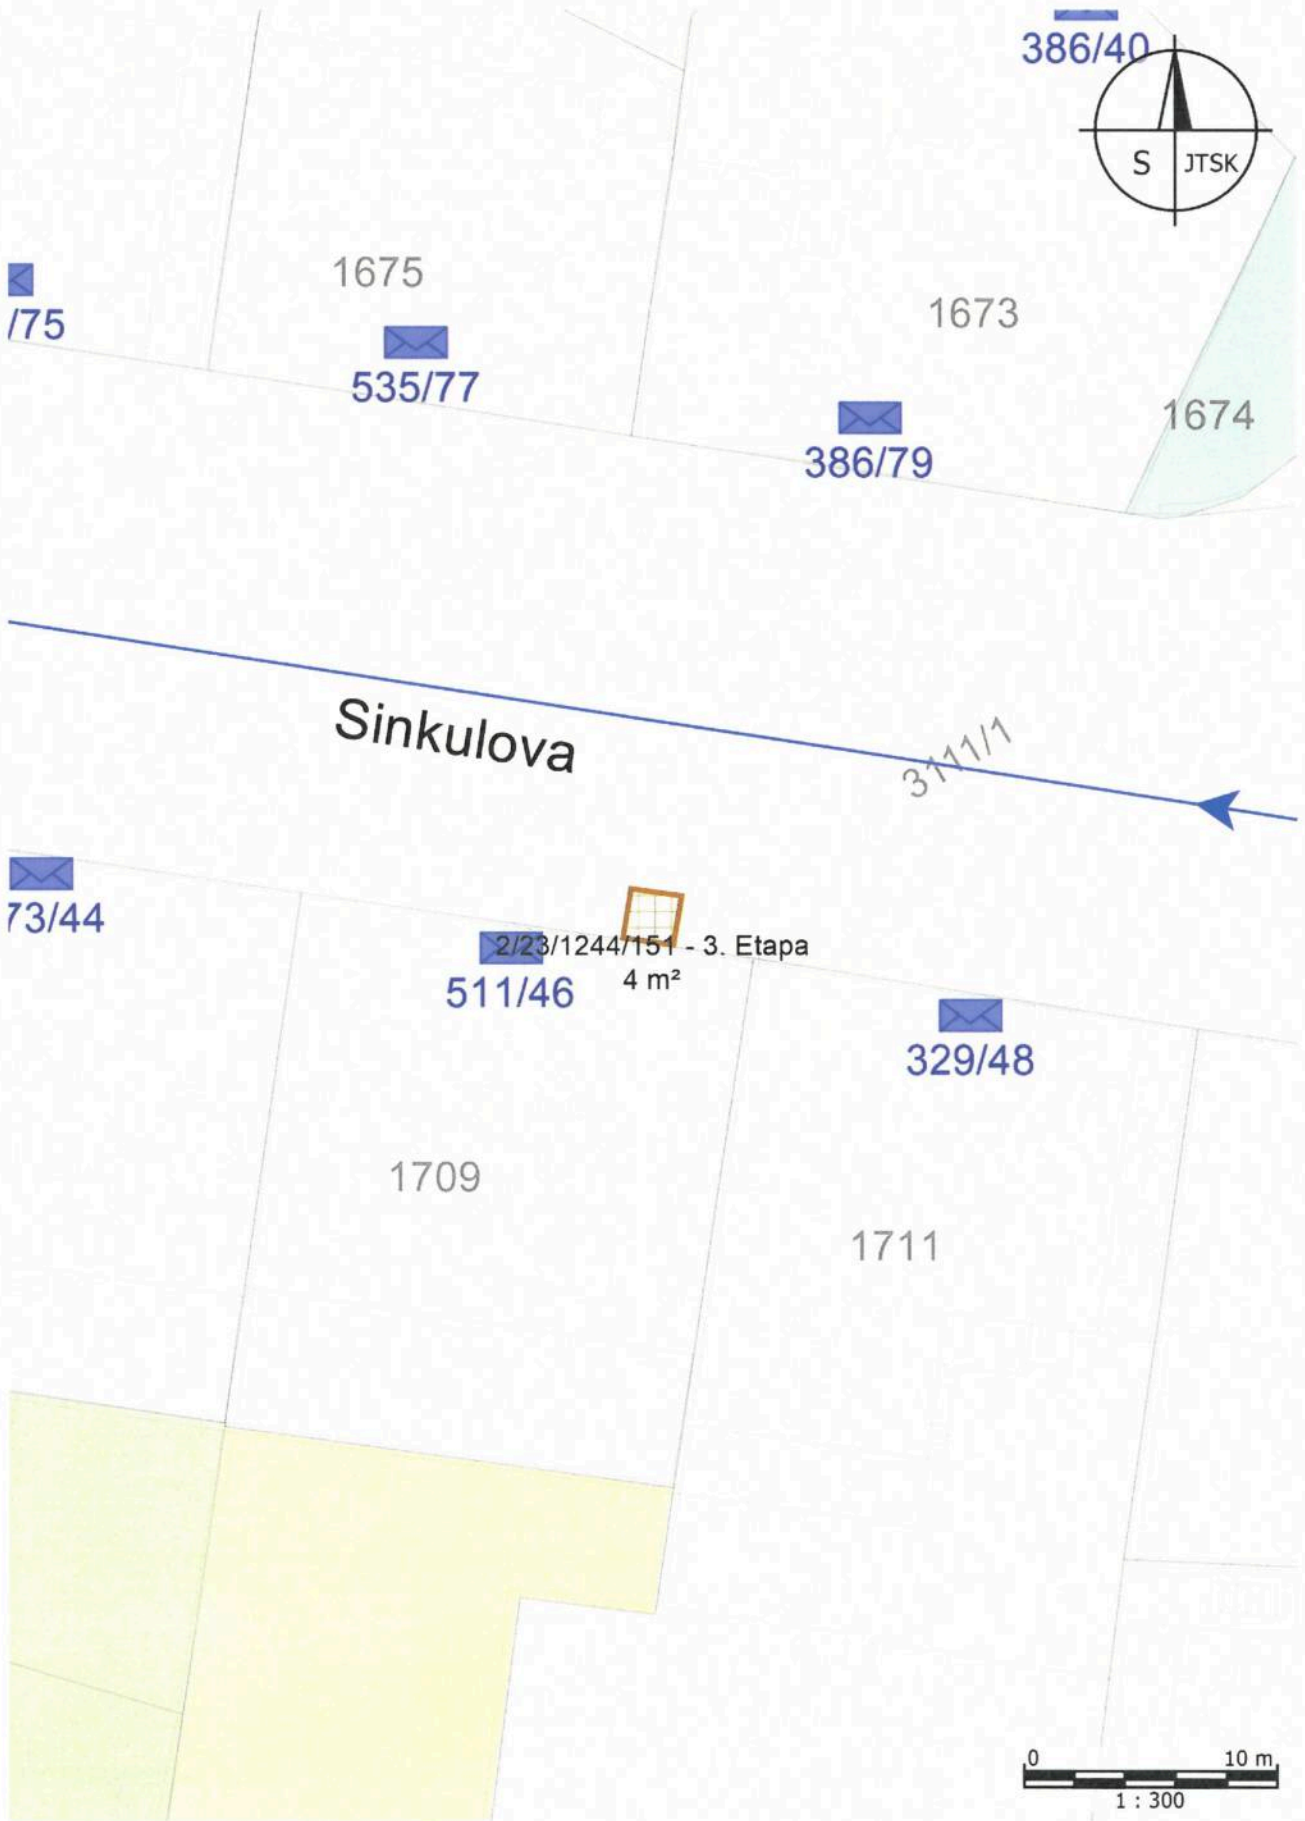 386/40
S JTSK
1675
1673
/75
535/77
1674
386/79
Sinkulova
3111/1
73/44
2/23/1244/151 - 3. Etapa
4 m²
511/46
329/48
1709
1711
0 10 m
1 : 300